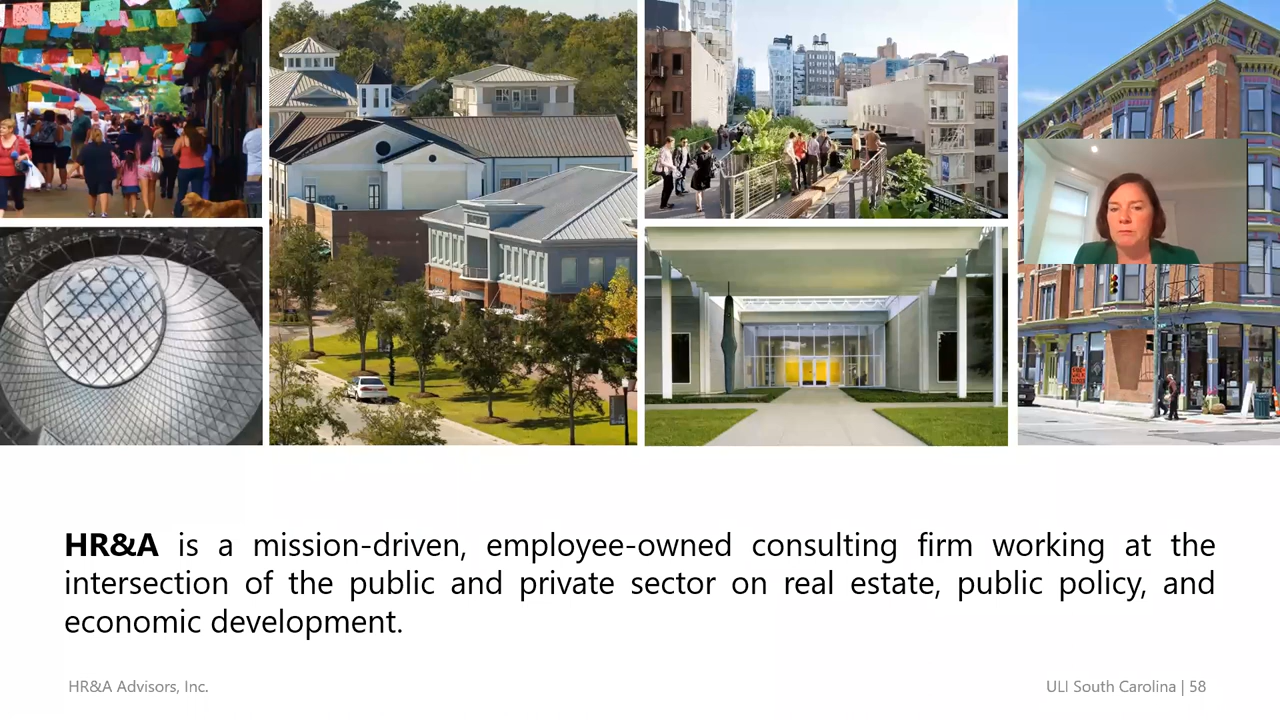 HR&A is a mission-driven, employee-owned consulting firm working at the
intersection of the public and private sector on real estate, public policy, and
economic development.
HR&A Advisors, Inc.
ULI South Carolina | 58